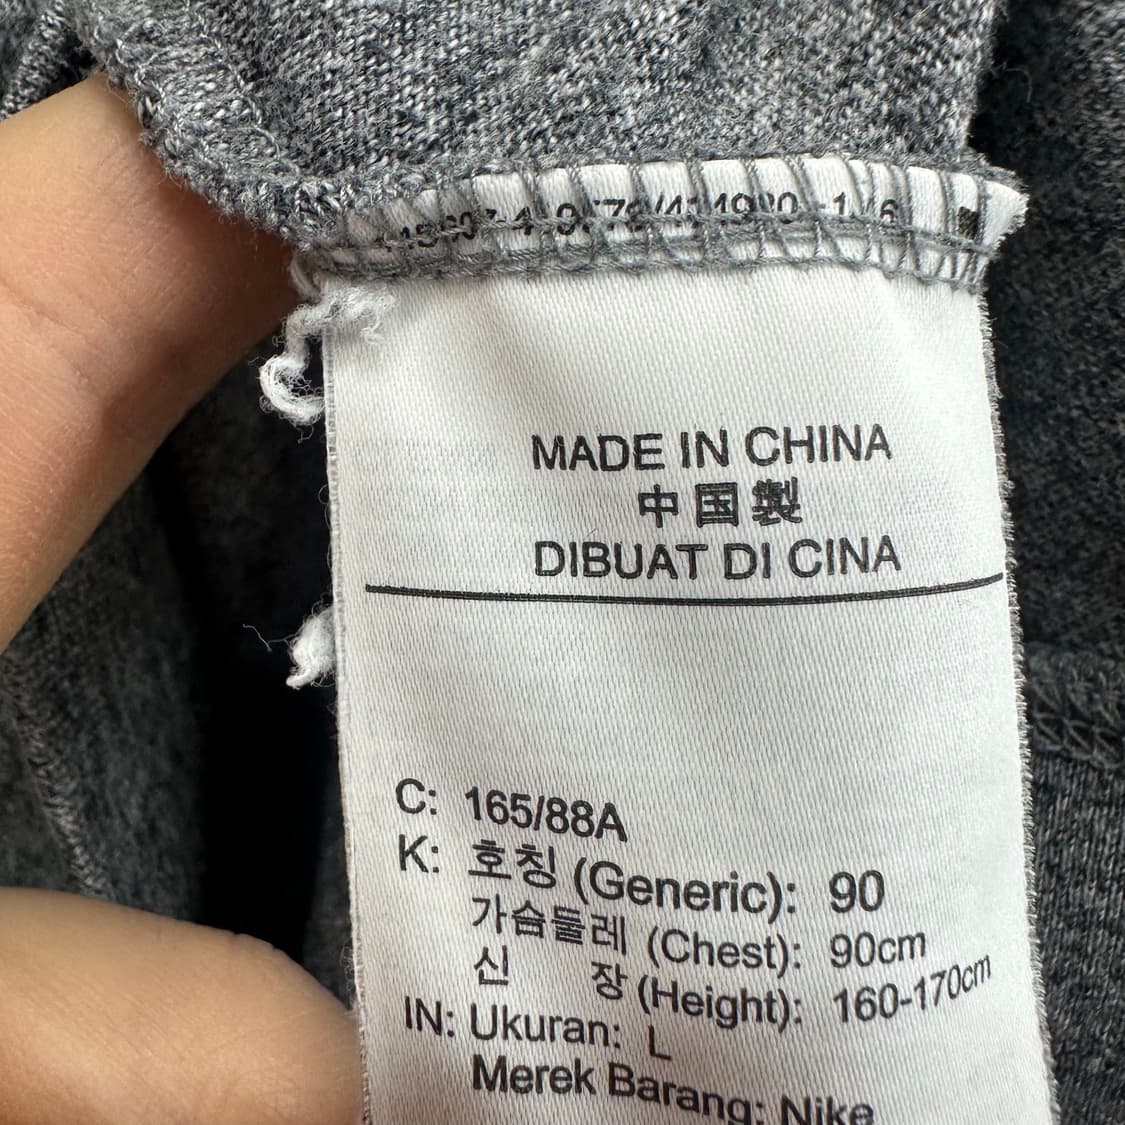 MADE IN CHINA
中国製
DIBUAT DI CINA
C: 165/88A
K: 호칭 (Generic): 90
가슴둘레 (Chest): 90cm
신 장 (Height): 160-170cm
IN: Ukuran: L
Merek Barang: Nike